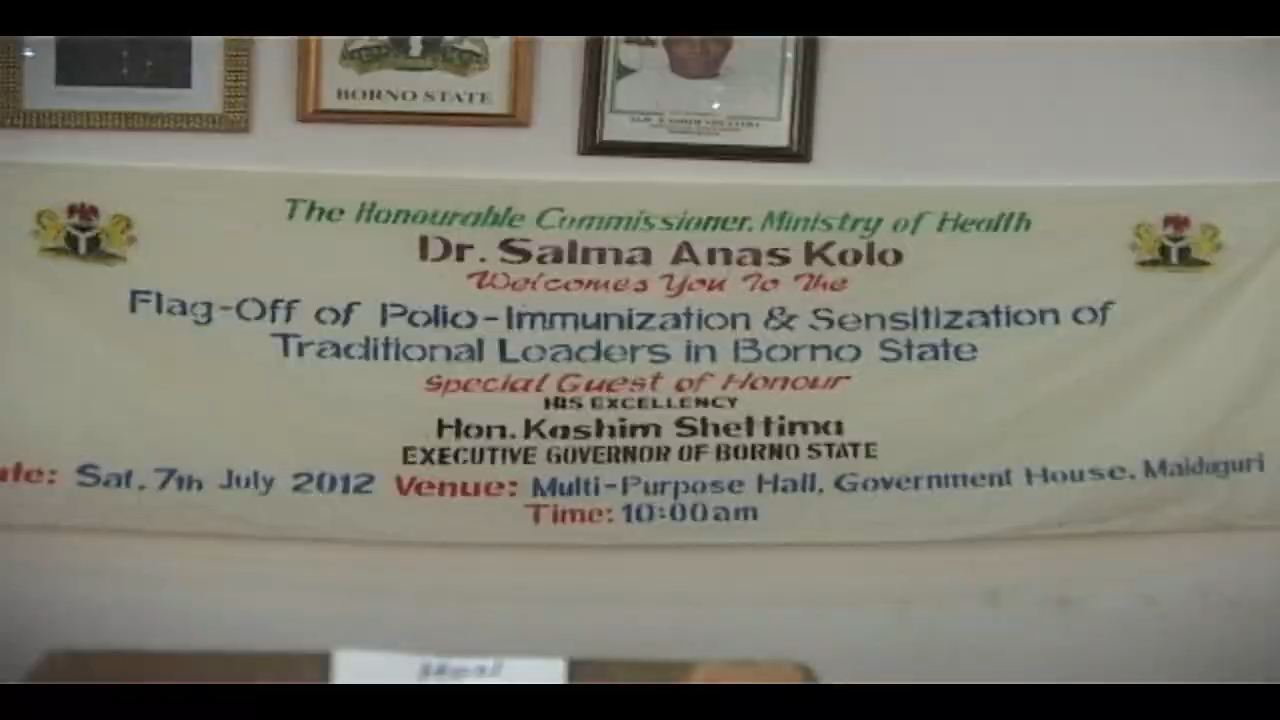 BORNO STATE
The Honourable Commissioner, Ministry of Health
Dr. Salma Anas Kolo
Welcomes You To The
Flag-Off of Polio-Immunization & Sensitization of
Traditional Leaders in Borno State
Special Guest of Honour
HIS EXCELLENCY
Hon. Kashim Shettima
EXECUTIVE GOVERNOR OF BORNO STATE
ate: Sat. 7th July 2012 Venue: Multi-Purpose Hall, Government House, Maiduguri
Time: 10:00am